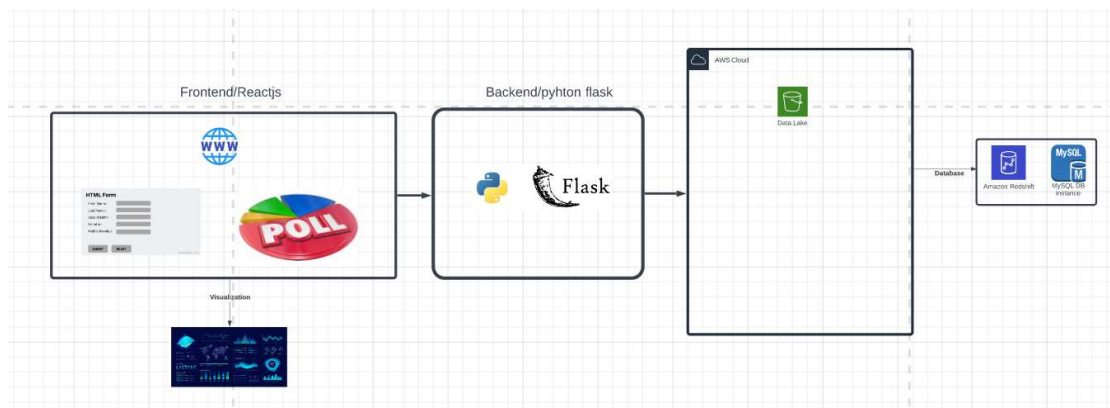 Frontend/Reactjs
Backend/pyhton flask
AWS Cloud
Data Lake
WWW
HTML Form
SUBMIT
RESET
POLL
Flask
Database
Amazon Redshift
MySQL
M
MySQL DB
Instance
Visualization